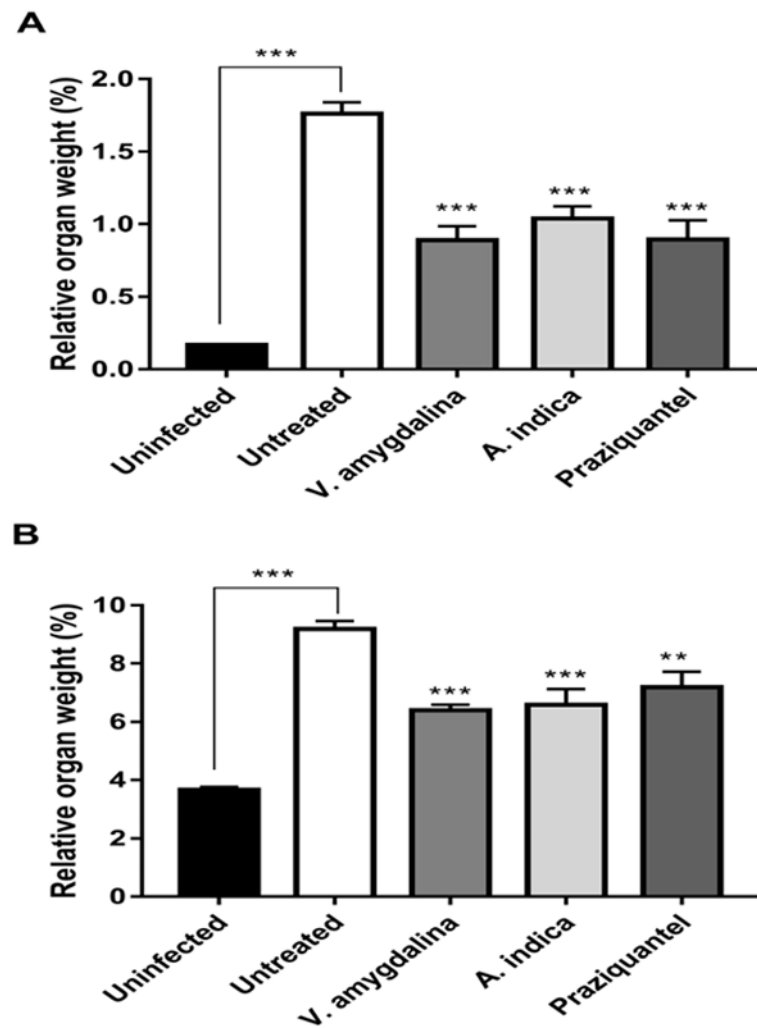 A
***
Relative organ weight (%)
2.0
1.5
1.0
0.5
0.0
***
***
***
Uninfected
Untreated
V. amygdalina
A. indica
Praziquantel
B
***
Relative organ weight (%)
10
8
6
4
2
0
***
***
**
Uninfected
Untreated
V. amygdalina
A. indica
Praziquantel